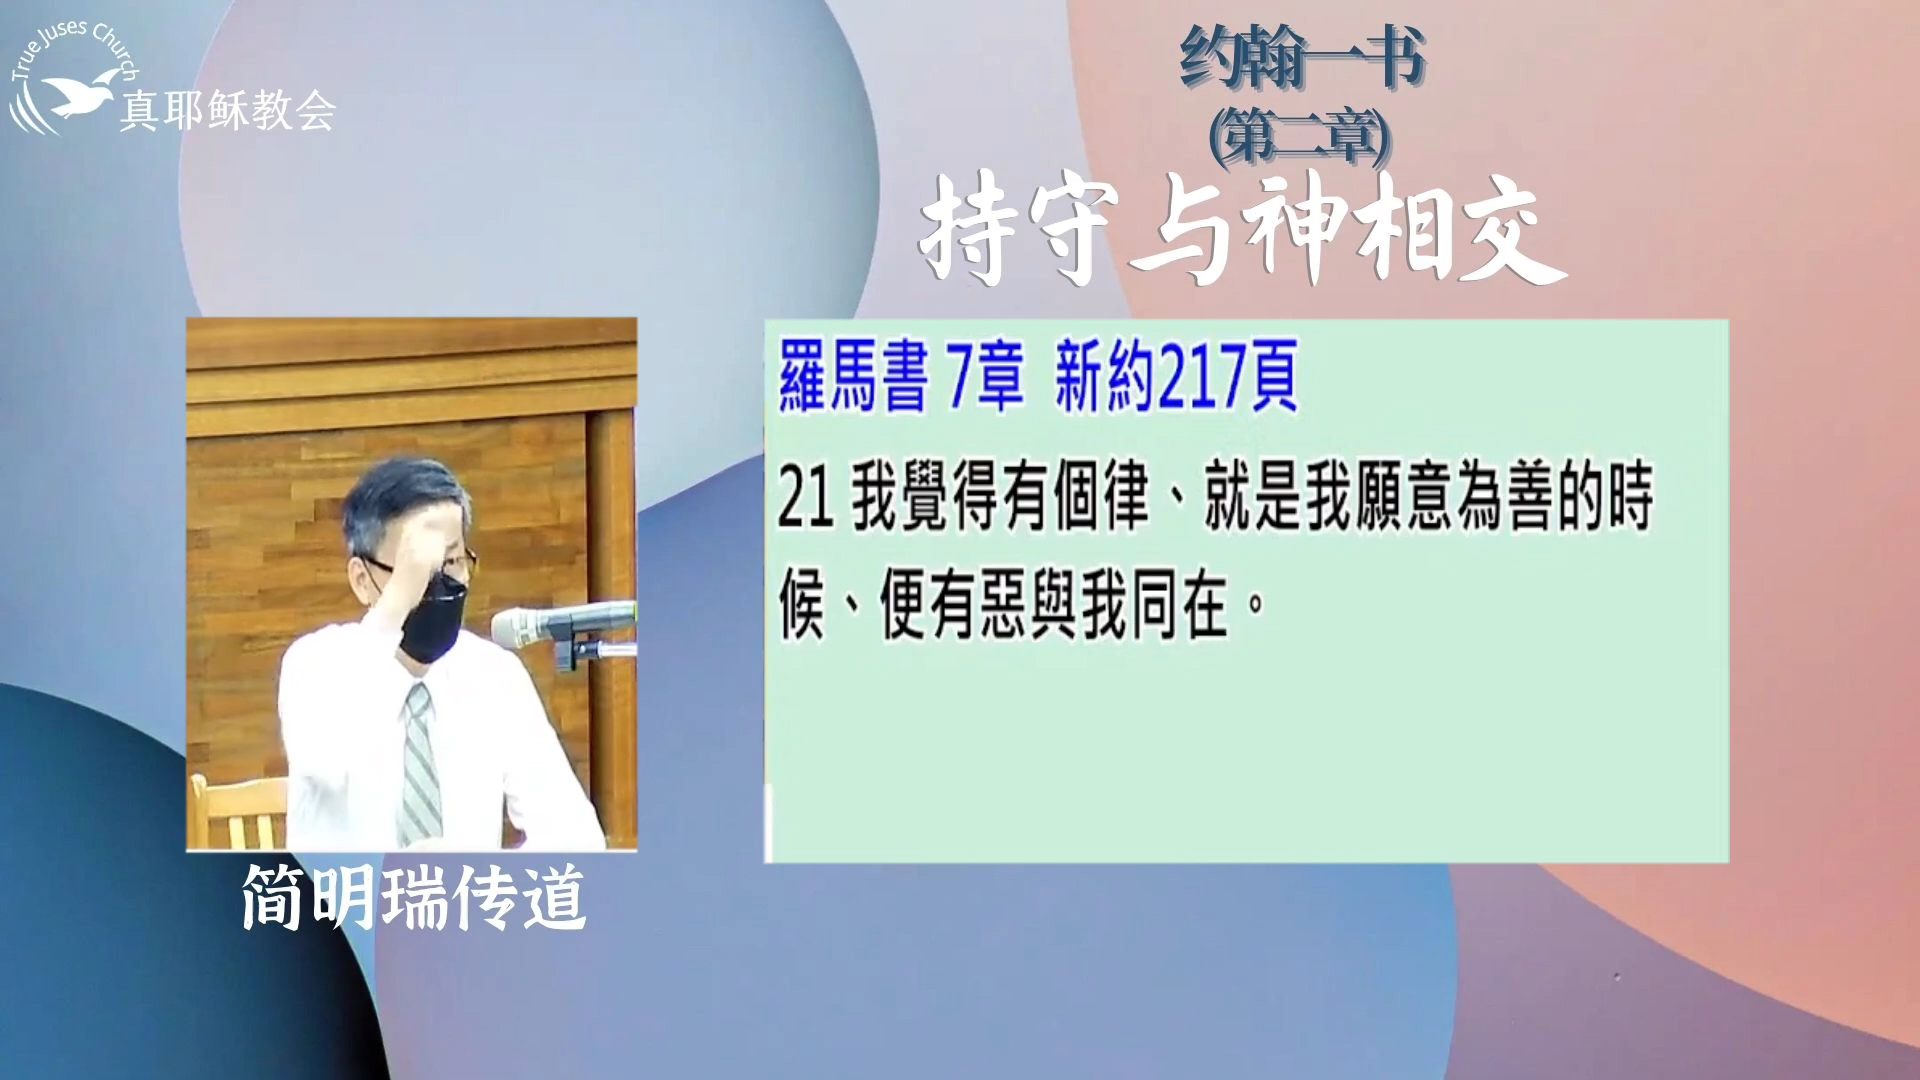 True Juses Church
真耶稣教会
约翰一书
(第二章)
持守与神相交
羅馬書 7章 新約217頁
21 我覺得有個律、就是我願意為善的時
候、便有惡與我同在。
简明瑞传道